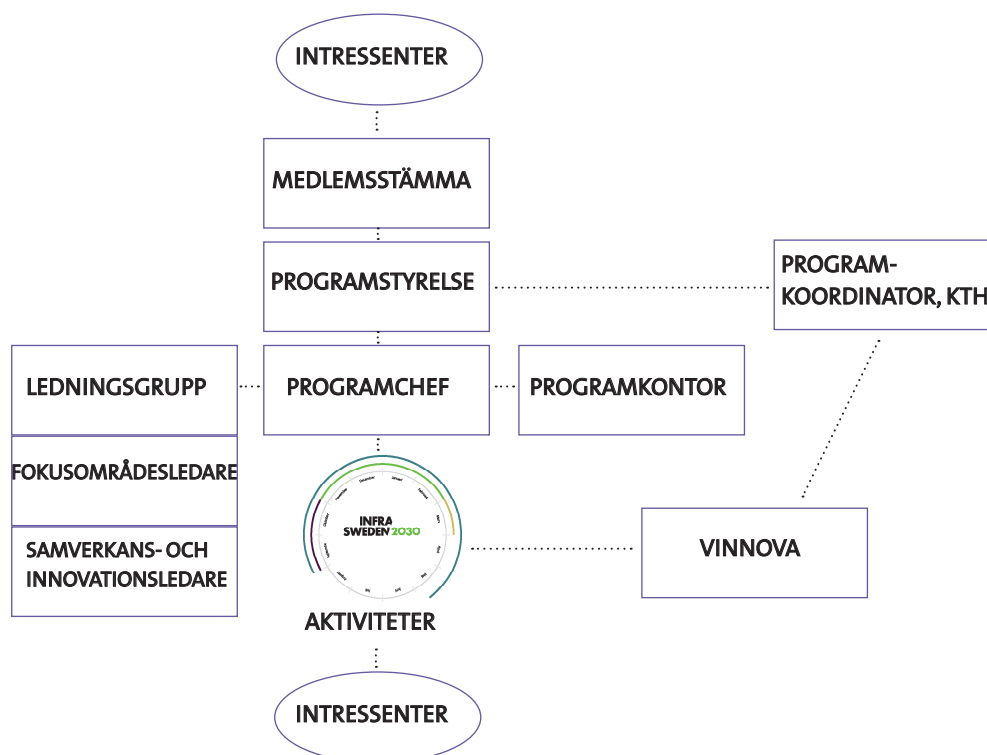 INTRESSENTER
MEDLEMSSTÄMMA
PROGRAMSTYRELSE
PROGRAM-
KOORDINATOR, KTH
LEDNINGSGRUPP
PROGRAMCHEF
PROGRAMKONTOR
FOKUSOMRÅDESLEDARE
SAMVERKANS- OCH
INNOVATIONSLEDARE
INFRA
SWEDEN 2030
VINNOVA
AKTIVITETER
INTRESSENTER